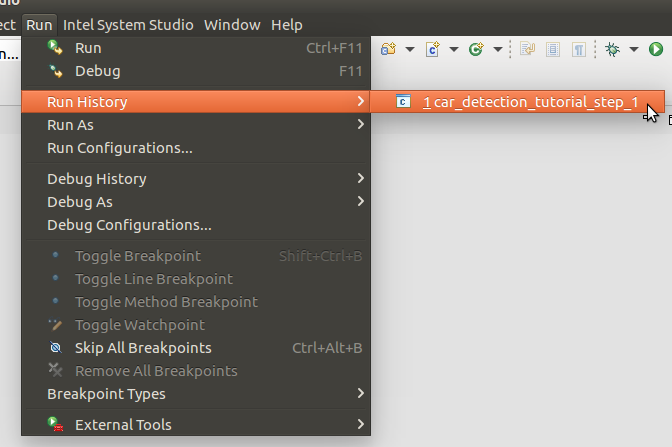 udio
ect Run Intel System Studio Window Help
n...
Run Ctrl+F11
Debug F11
Run History
1 car_detection_tutorial_step_1
Run As
Run Configurations...
Debug History
Debug As
Debug Configurations...
Toggle Breakpoint Shift+Ctrl+B
Toggle Line Breakpoint
Toggle Method Breakpoint
Toggle Watchpoint
Skip All Breakpoints Ctrl+Alt+B
Remove All Breakpoints
Breakpoint Types
External Tools